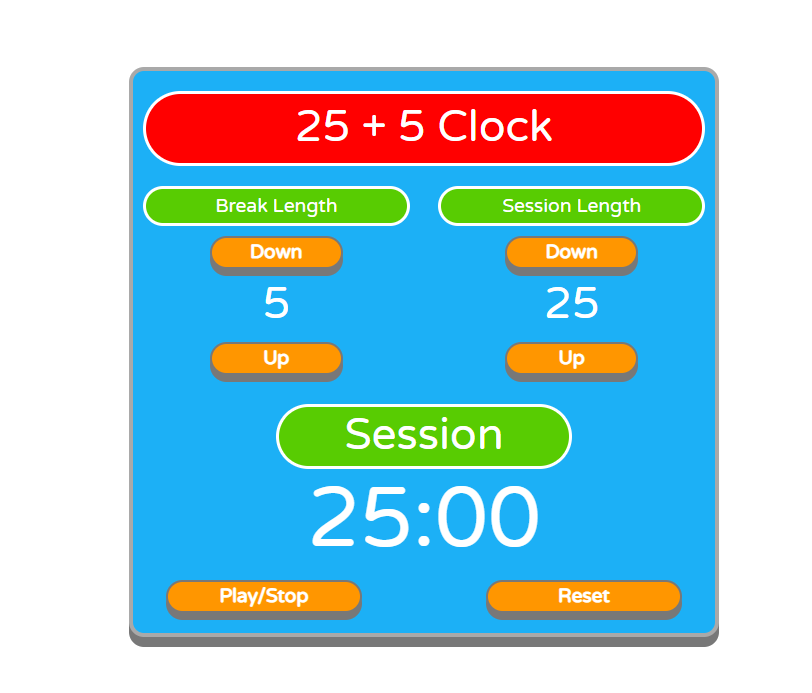 25 + 5 Clock
Break Length
Session Length
Down
Down
5
25
Up
Up
Session
25:00
Play/Stop
Reset